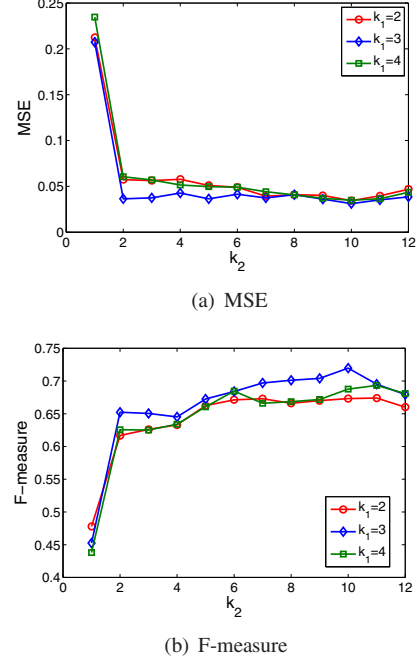 0.25
0.2
0.15
0.1
0.05
0
MSE
k1=2
k1=3
k1=4
0 2 4 6 8 10 12
k2
(a) MSE
0.75
0.7
0.65
0.6
0.55
0.5
0.45
0.4
F−measure
k1=2
k1=3
k1=4
0 2 4 6 8 10 12
k2
(b) F-measure